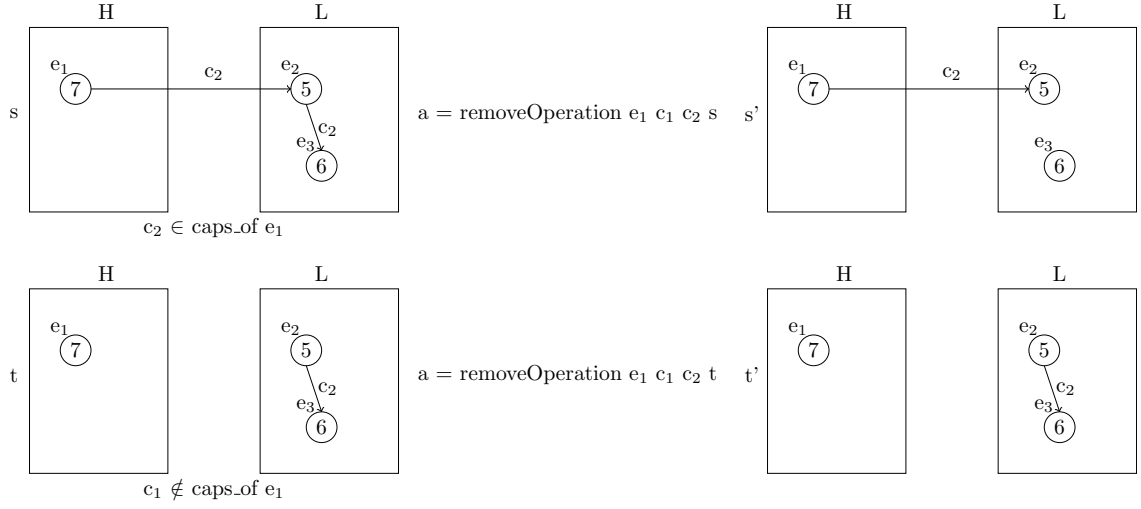 H L H L
e₁ 7 c₂ e₂ 5 e₁ 7 c₂ e₂ 5
s a = removeOperation e₁ c₁ c₂ s s'
c₂
e₃ 6 e₃ 6
c₂ ∈ caps_of e₁
H L H L
e₁ 7 e₂ 5 e₁ 7 e₂ 5
t a = removeOperation e₁ c₁ c₂ t t'
c₂ c₂
e₃ 6 e₃ 6
c₁ ∉ caps_of e₁